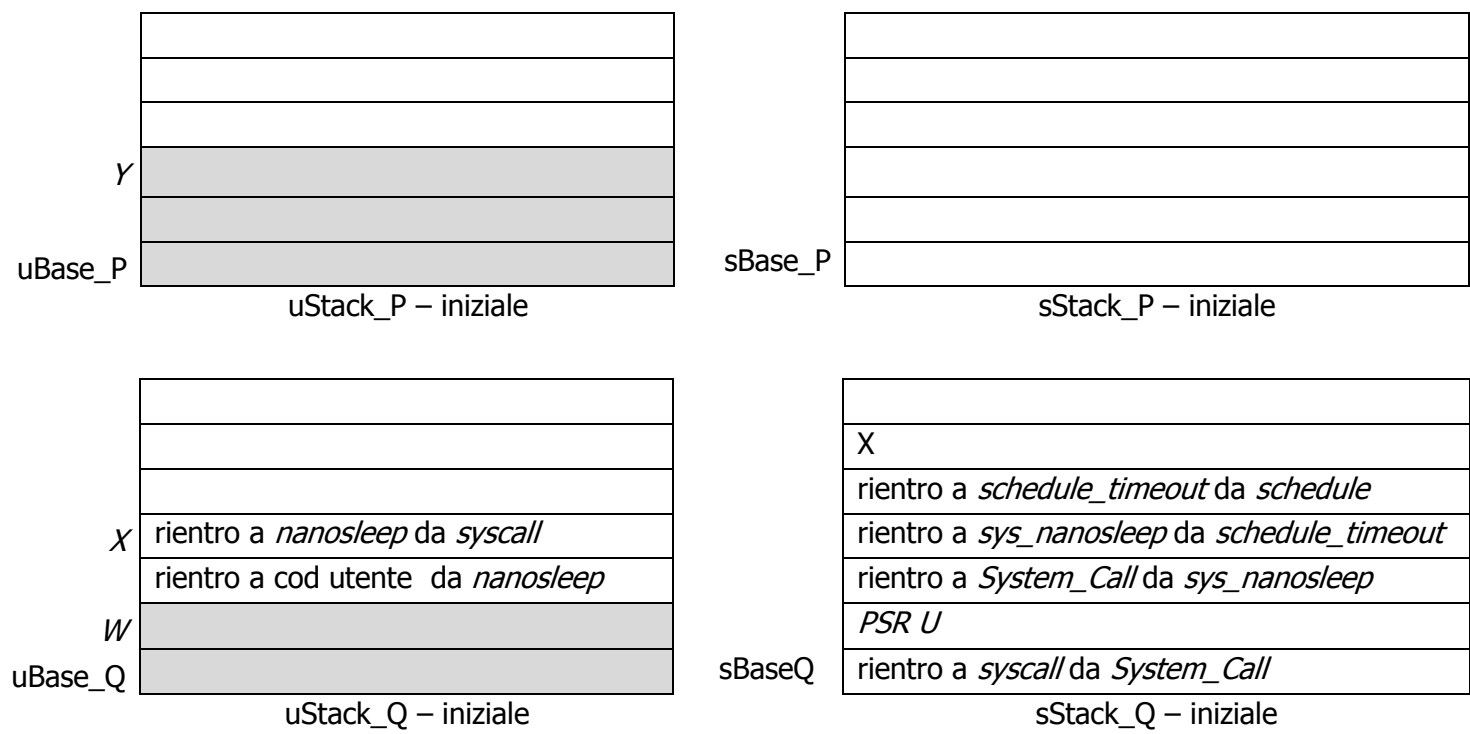 Y
uBase_P
uStack_P – iniziale
sBase_P
sStack_P – iniziale
X rientro a nanosleep da syscall
rientro a cod utente da nanosleep
W
uBase_Q
uStack_Q – iniziale
X
rientro a schedule_timeout da schedule
rientro a sys_nanosleep da schedule_timeout
rientro a System_Call da sys_nanosleep
PSR U
sBaseQ rientro a syscall da System_Call
sStack_Q – iniziale